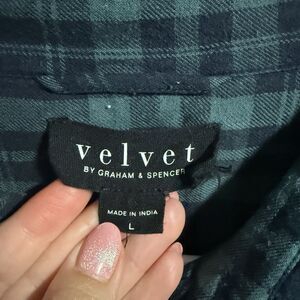 velvet
BY GRAHAM & SPENCER
MADE IN INDIA
L